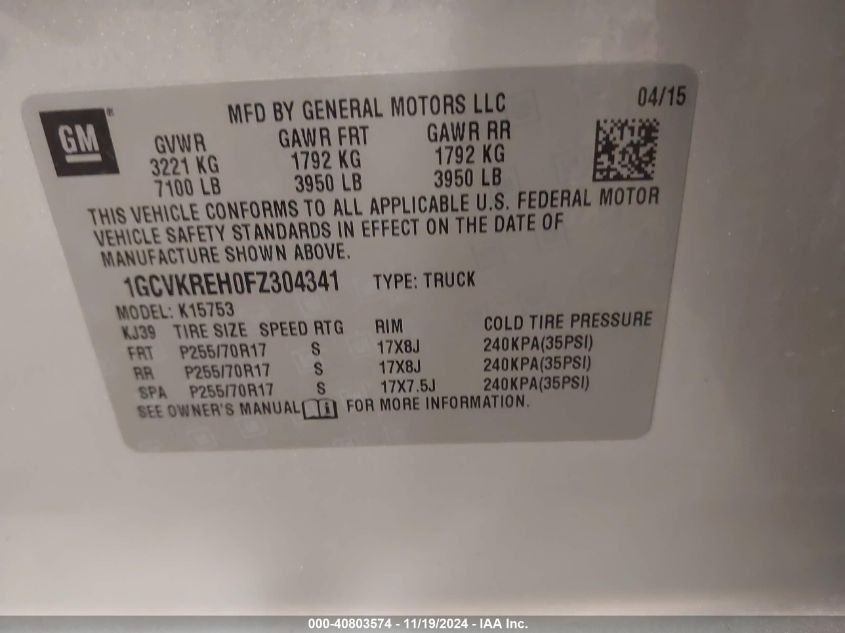 GM ® MFD BY GENERAL MOTORS LLC 04/15
GVWR GAWR FRT GAWR RR
3221 KG 1792 KG 1792 KG
7100 LB 3950 LB 3950 LB
THIS VEHICLE CONFORMS TO ALL APPLICABLE U.S. FEDERAL MOTOR
VEHICLE SAFETY STANDARDS IN EFFECT ON THE DATE OF
MANUFACTURE SHOWN ABOVE.
1GCVKREH0FZ304341 TYPE: TRUCK
MODEL: K15753
KJ39 TIRE SIZE SPEED RTG RIM COLD TIRE PRESSURE
FRT P255/70R17 S 17X8J 240KPA(35PSI)
RR P255/70R17 S 17X8J 240KPA(35PSI)
SPA P255/70R17 S 17X7.5J 240KPA(35PSI)
SEE OWNER'S MANUAL FOR MORE INFORMATION.
000-40803574 - 11/19/2024 - IAA Inc.